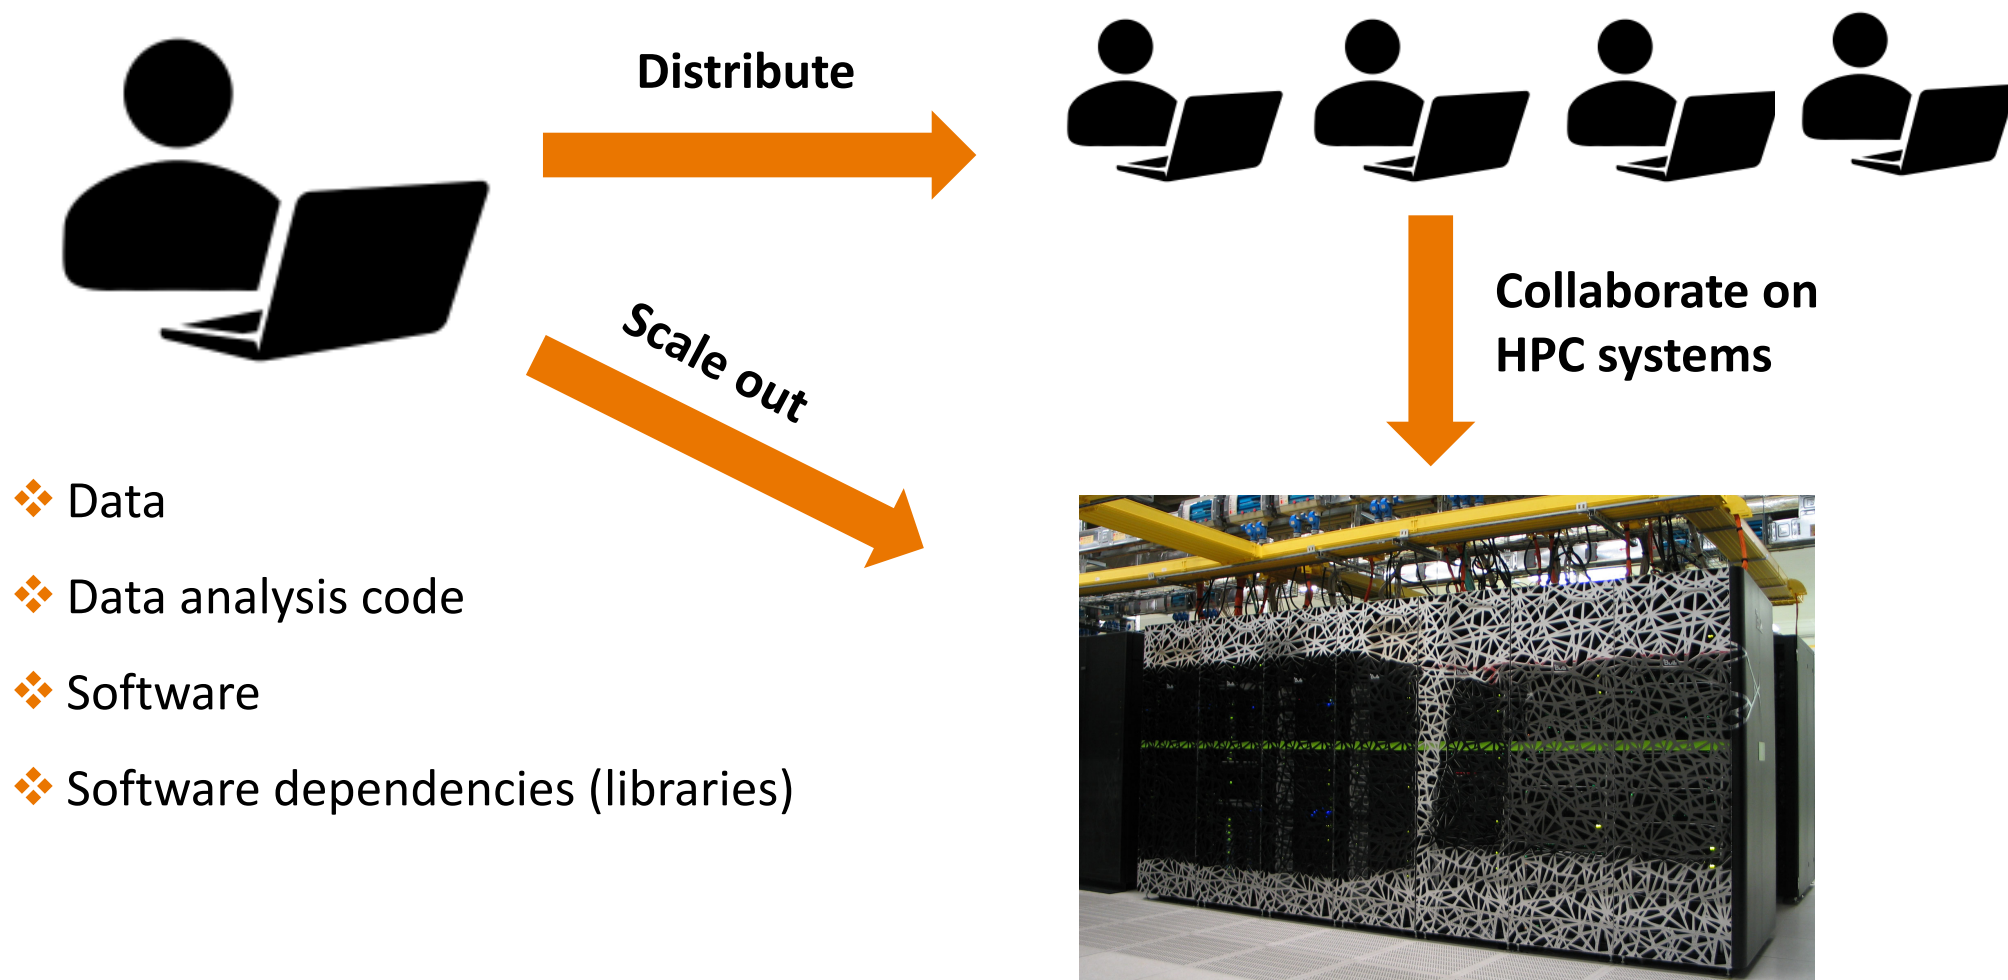 Distribute
Scale out
Collaborate on
HPC systems
Data
Data analysis code
Software
Software dependencies (libraries)